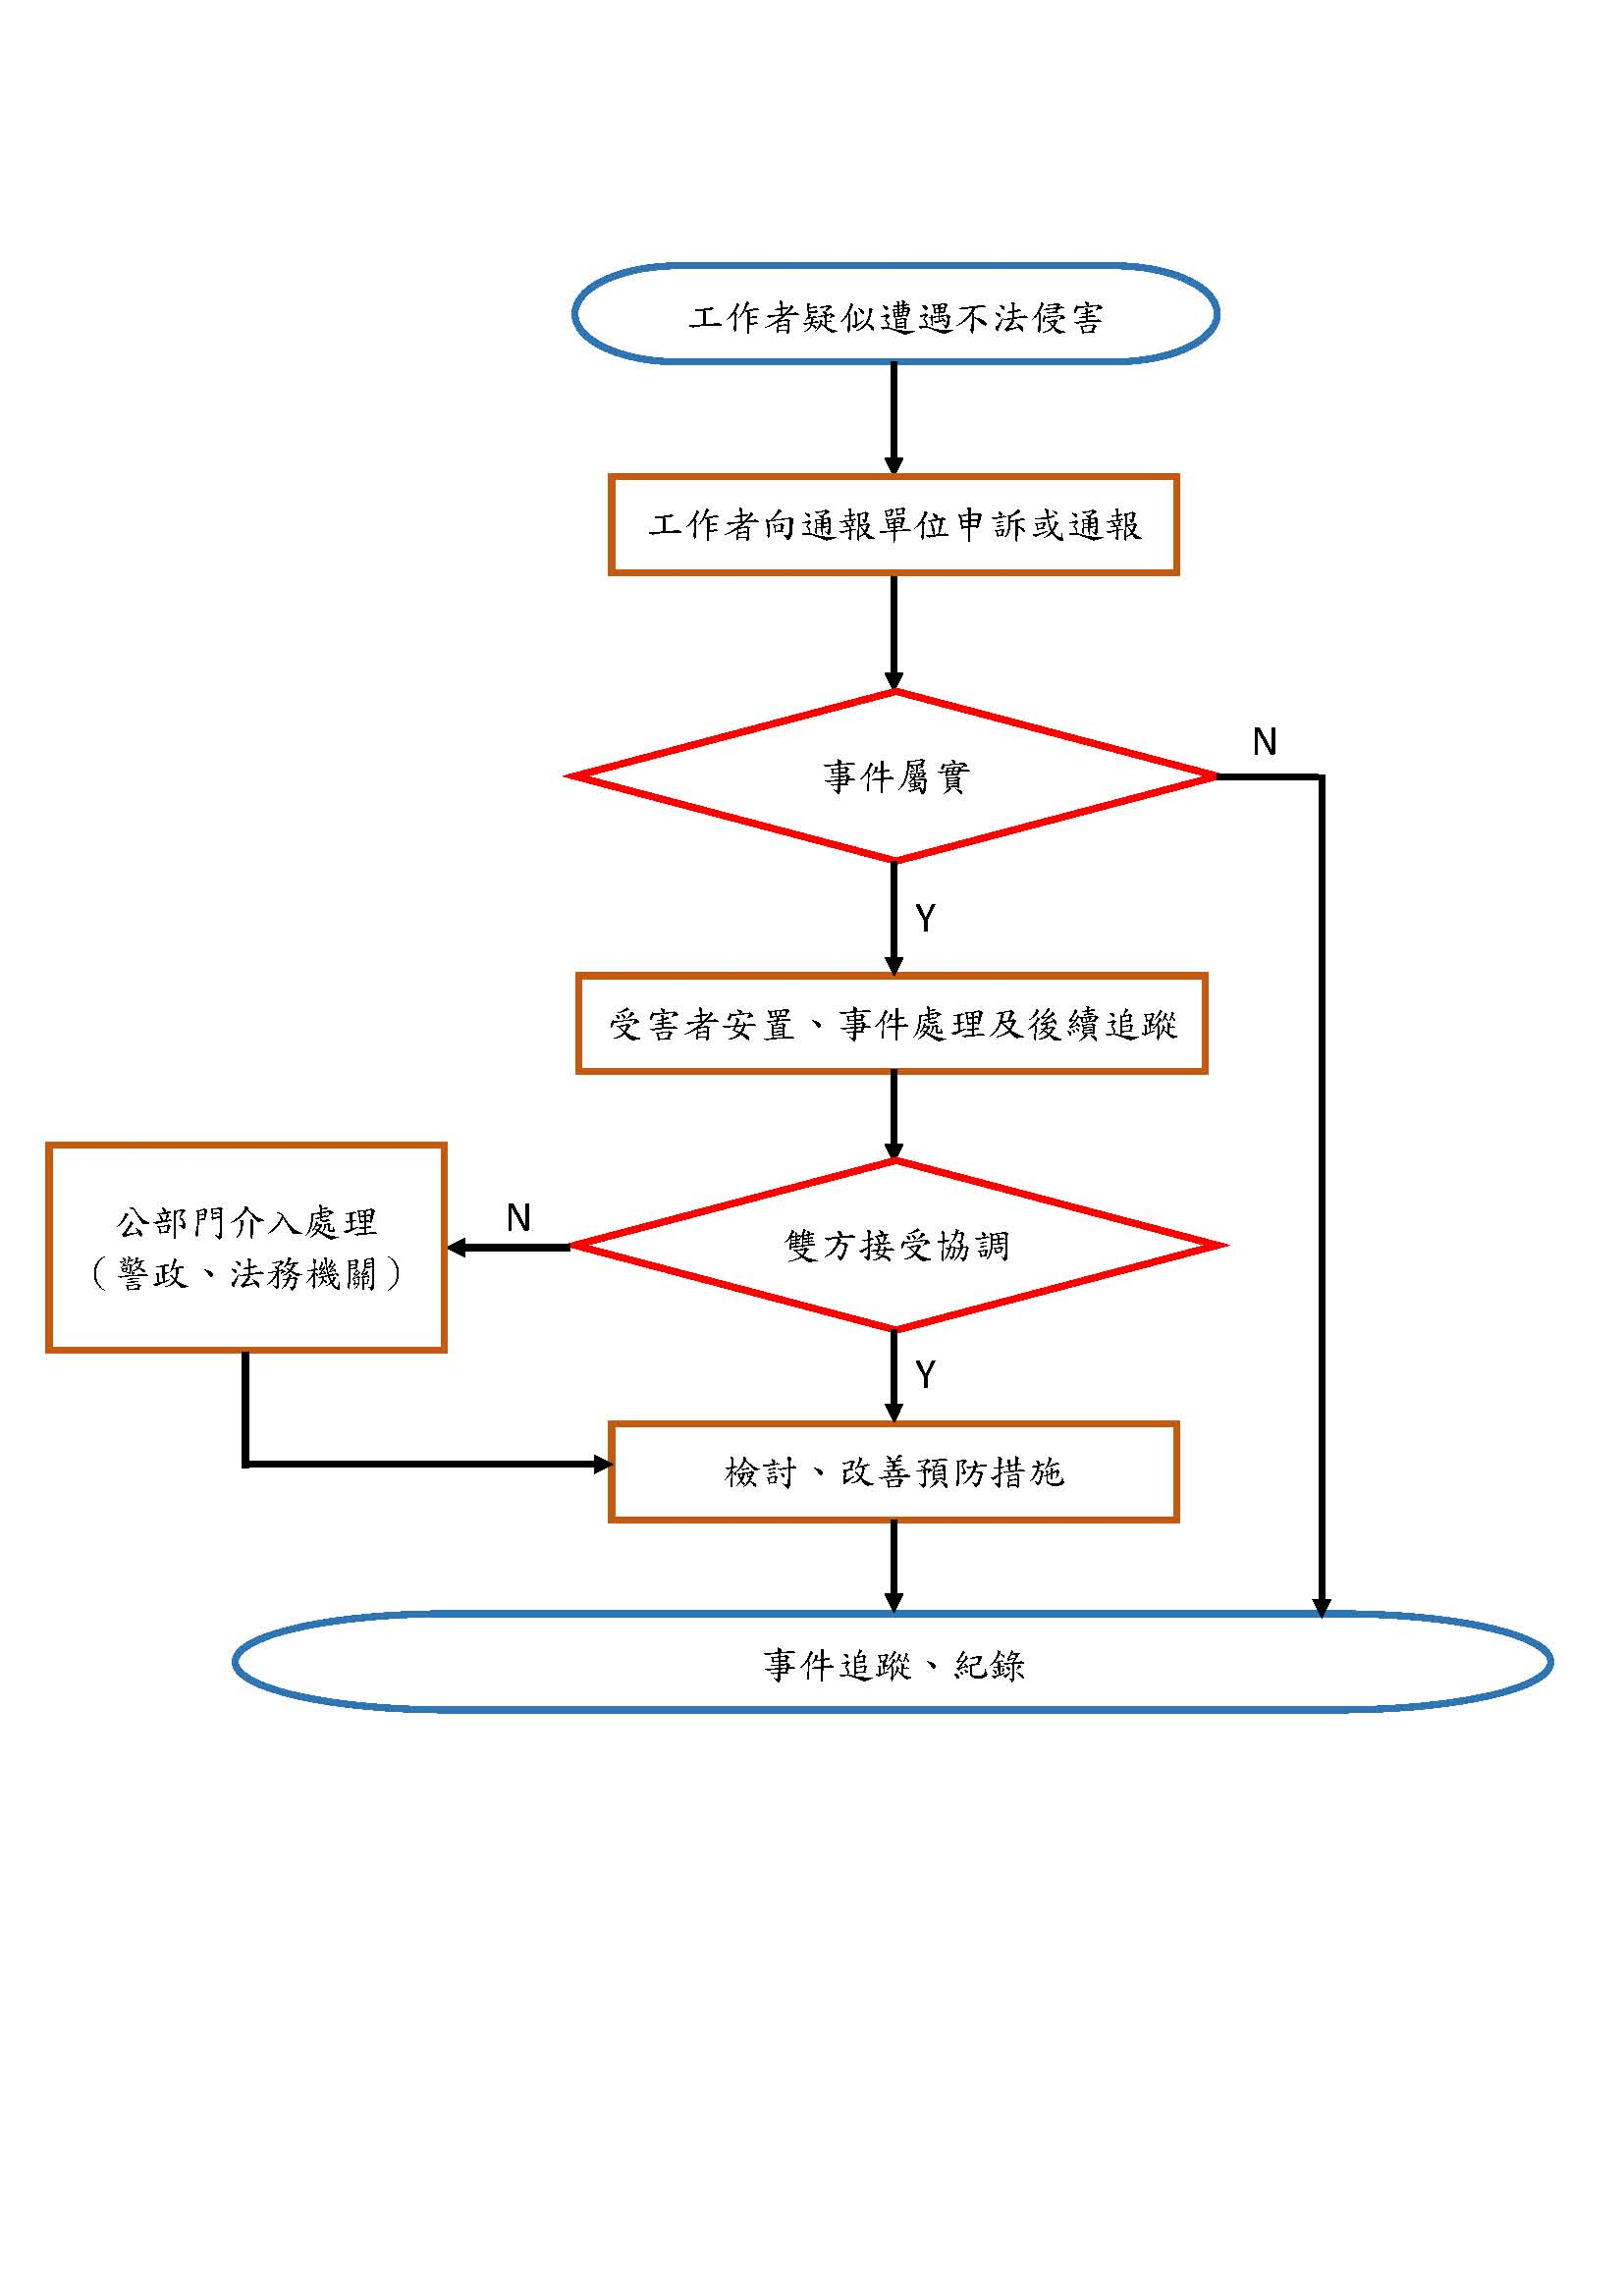 工作者疑似遭遇不法侵害
工作者向通報單位申訴或通報
事件屬實
N
Y
受害者安置、事件處理及後續追蹤
公部門介入處理
（警政、法務機關）
N
雙方接受協調
Y
檢討、改善預防措施
事件追蹤、紀錄